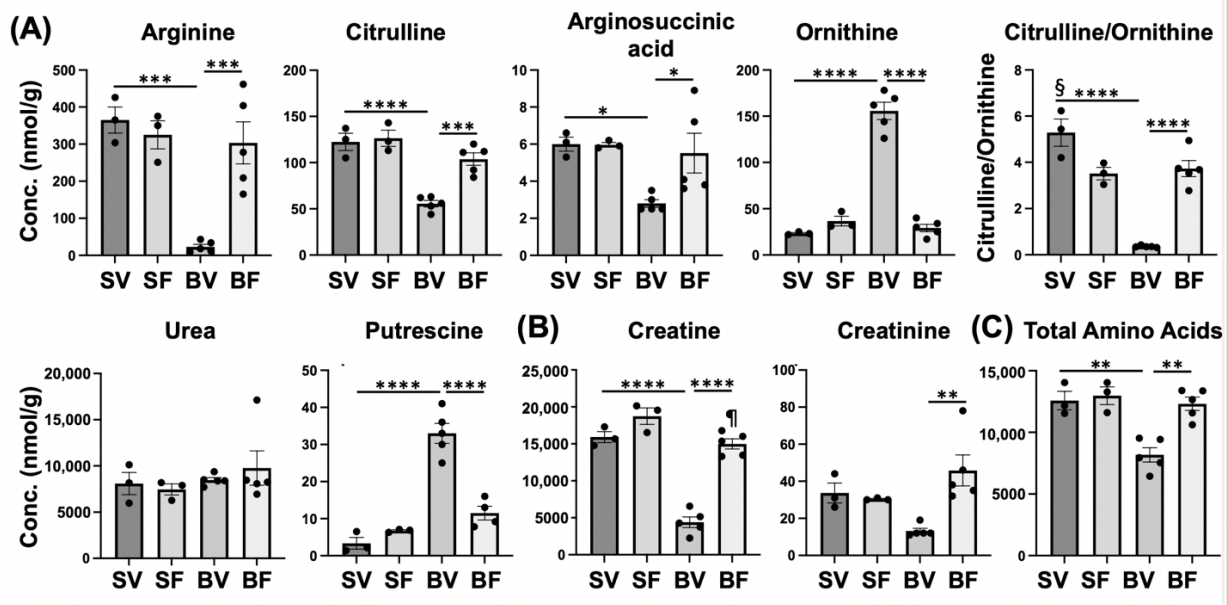 (A)
Arginine
Citrulline
Arginosuccinic
acid
Ornithine
Citrulline/Ornithine
Conc. (nmol/g)
500
400
300
200
100
0
*** ***
SV SF BV BF
200
150
100
50
0
**** ***
SV SF BV BF
10
8
6
4
2
0
* *
SV SF BV BF
200
150
100
50
0
**** ****
SV SF BV BF
Citrulline/Ornithine
8
6
4
2
0
§ **** ****
SV SF BV BF
Urea
Putrescine
(B) Creatine
Creatinine
(C) Total Amino Acids
Conc. (nmol/g)
20,000
15,000
10,000
5000
0
SV SF BV BF
50
40
30
20
10
0
**** ****
SV SF BV BF
25,000
20,000
15,000
10,000
5000
0
**** ****
¶
SV SF BV BF
100
80
60
40
20
0
**
SV SF BV BF
15,000
10,000
5000
0
** **
SV SF BV BF